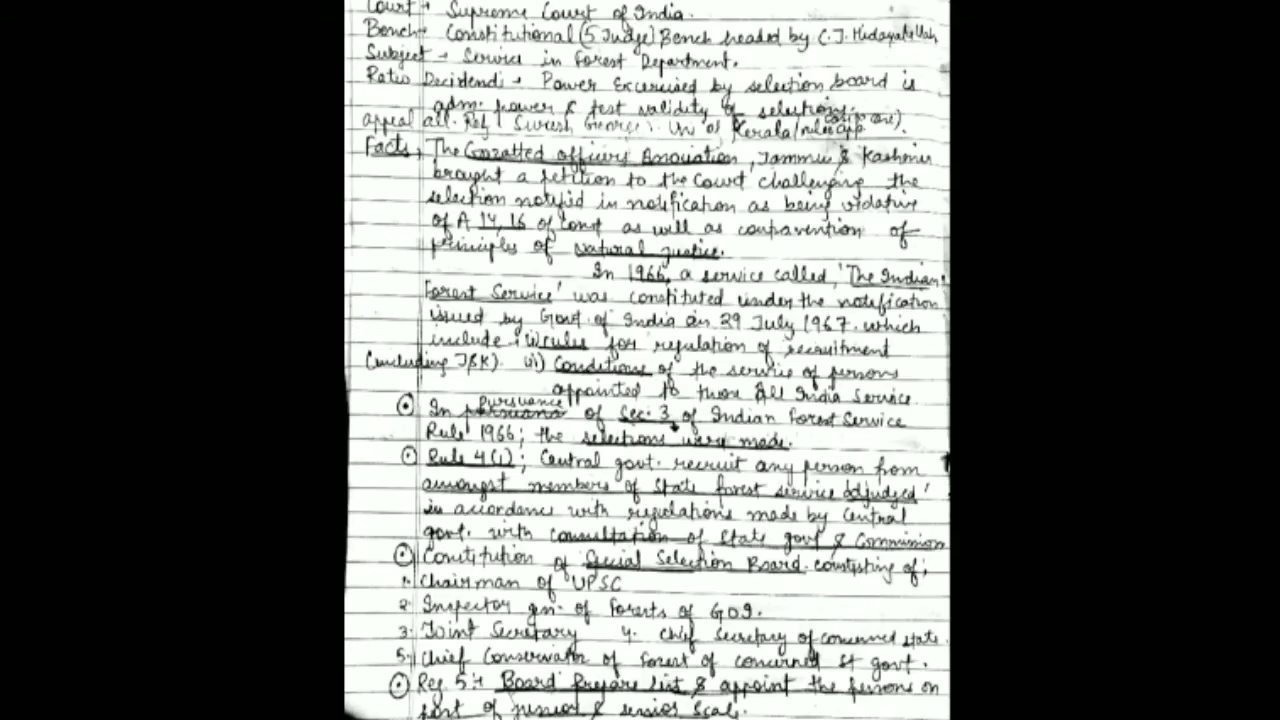 Court → Supreme Court of India.
Bench → Constitutional (5 Judge) Bench headed by C.J. Hidayatullah
Subject → Service in Forest Department.
Ratio Decidendi → Power Excercised by selection board is
adm. power & test validity of selections.
appeal all. Ref Suresh George v. Un of Kerala
Facts, The Gazatted officers Association, Jammu & Kashmir
brought a petition to the Court challenging the
selection notified in notification as being violative
of A 14, 16 of Const as well as contravention of
principles of natural justice.
In 1966, a service called, 'The Indian
Forest Service' was constituted under the notification
issued by Govt. of India on 29 July 1967. which
include rules for regulation of recruitment
(including J&K). ii) Conditions of the service of persons
appointed to those All India Service.
In pursuance of Sec. 3 of Indian Forest Service
Rule 1966; the selections were made.
Rule 4(1); Central govt. recruit any person from
amongst members of State forest service adjudged'
in accordance with regulations made by Central
govt. with consultation of State govt & Commission
Constitution of Special Selection Board. consisting of;
1. Chairman of UPSC
2. Inspector gen. of Forests of GOI.
3. Joint Secretary 4. Chief Secretary of concerned state.
5. Chief Conservator of Forest of concerned St govt.
Reg 5:- Board Prepare list & appoint the persons on
post of junior & senior scale.